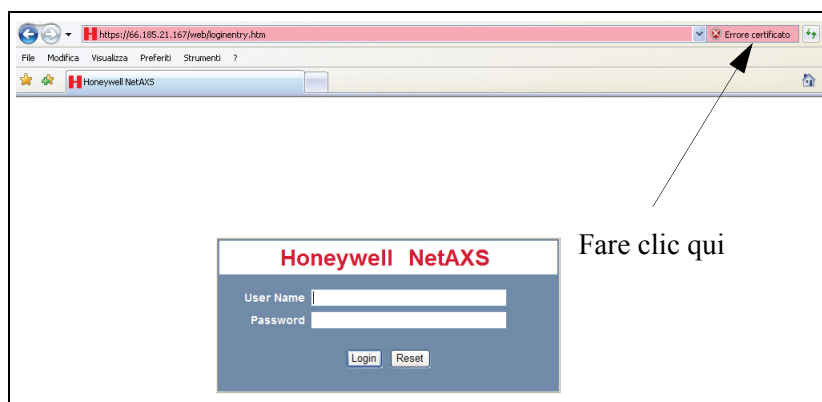 https://66.185.21.167/web/loginentry.htm
Errore certificato
File Modifica Visualizza Preferiti Strumenti ?
Honeywell NetAXS
Fare clic qui
Honeywell NetAXS
User Name
Password
Login Reset